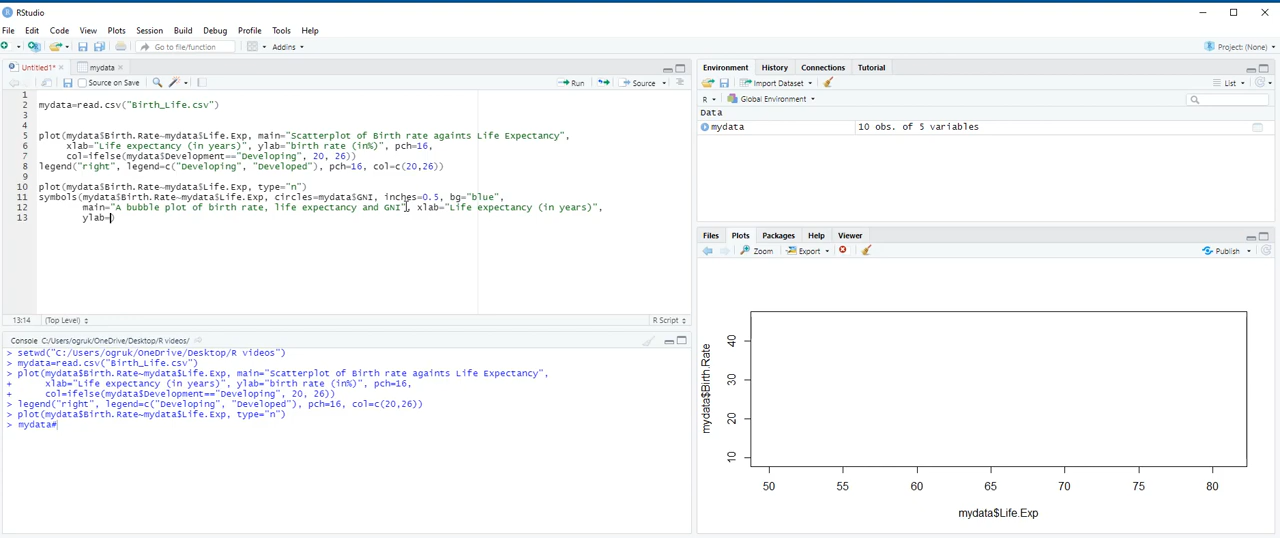 RStudio
File Edit Code View Plots Session Build Debug Profile Tools Help
Go to file/function Addins Project: (None)
Untitled1* mydata
Source on Save Run Source
1
2 mydata=read.csv("Birth_Life.csv")
3
4
5 plot(mydata$Birth.Rate~mydata$Life.Exp, main="Scatterplot of Birth rate againts Life Expectancy",
6 xlab="Life expectancy (in years)", ylab="birth rate (in%)", pch=16,
7 col=ifelse(mydata$Development=="Developing", 20, 26))
8 legend("right", legend=c("Developing", "Developed"), pch=16, col=c(20,26))
9
10 plot(mydata$Birth.Rate~mydata$Life.Exp, type="n")
11 symbols(mydata$Birth.Rate~mydata$Life.Exp, circles=mydata$GNI, inches=0.5, bg="blue",
12 main="A bubble plot of birth rate, life expectancy and GNI", xlab="Life expectancy (in years)",
13 ylab=)
13:14 (Top Level) R Script
Console C:/Users/ogruk/OneDrive/Desktop/R videos/
> setwd("C:/Users/ogruk/OneDrive/Desktop/R videos")
> mydata=read.csv("Birth_Life.csv")
> plot(mydata$Birth.Rate~mydata$Life.Exp, main="Scatterplot of Birth rate againts Life Expectancy",
+ xlab="Life expectancy (in years)", ylab="birth rate (in%)", pch=16,
+ col=ifelse(mydata$Development=="Developing", 20, 26))
> legend("right", legend=c("Developing", "Developed"), pch=16, col=c(20,26))
> plot(mydata$Birth.Rate~mydata$Life.Exp, type="n")
> mydata#
Environment History Connections Tutorial
Import Dataset List
R Global Environment
Data
mydata 10 obs. of 5 variables
Files Plots Packages Help Viewer
Zoom Export Publish
mydata$Birth.Rate
40
30
20
10
50 55 60 65 70 75 80
mydata$Life.Exp